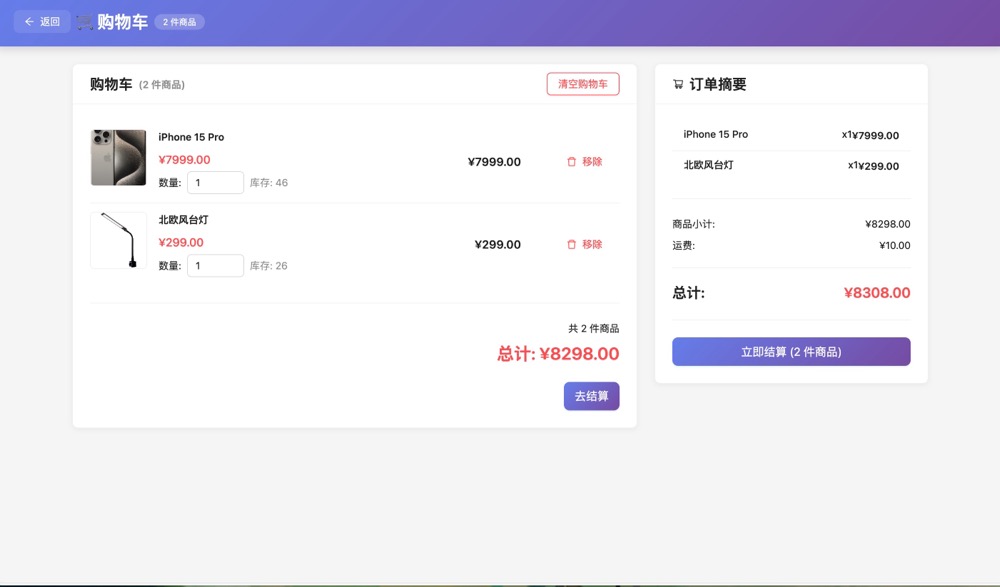 返回
购物车
2 件商品
购物车 (2 件商品)
清空购物车
iPhone 15 Pro
¥7999.00
数量: 1 库存: 46
¥7999.00
移除
北欧风台灯
¥299.00
数量: 1 库存: 26
¥299.00
移除
共 2 件商品
总计: ¥8298.00
去结算
订单摘要
iPhone 15 Pro x1 ¥7999.00
北欧风台灯 x1 ¥299.00
商品小计: ¥8298.00
运费: ¥10.00
总计: ¥8308.00
立即结算 (2 件商品)